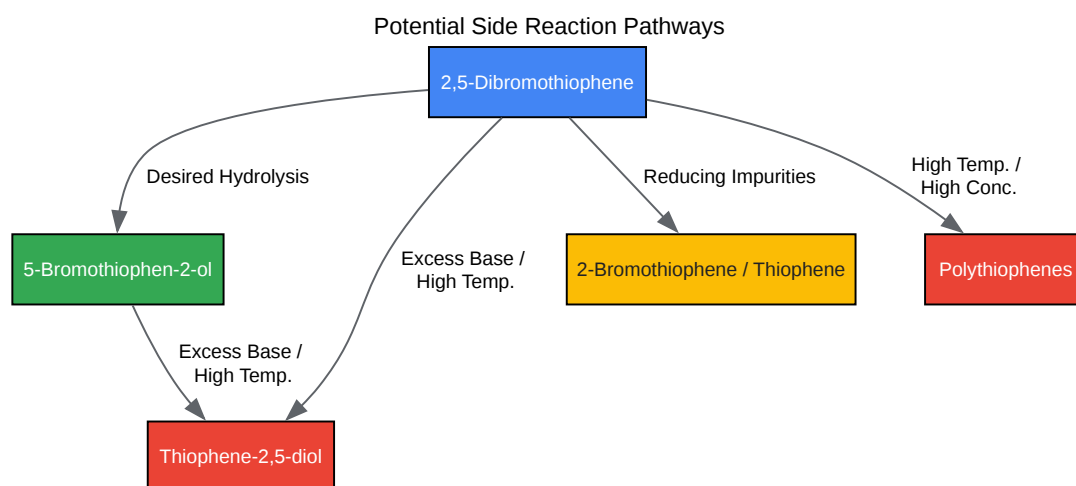 Potential Side Reaction Pathways
2,5-Dibromothiophene
Desired Hydrolysis
Reducing Impurities
High Temp. /
High Conc.
5-Bromothiophen-2-ol
Excess Base /
High Temp.
2-Bromothiophene / Thiophene
Polythiophenes
Excess Base /
High Temp.
Thiophene-2,5-diol